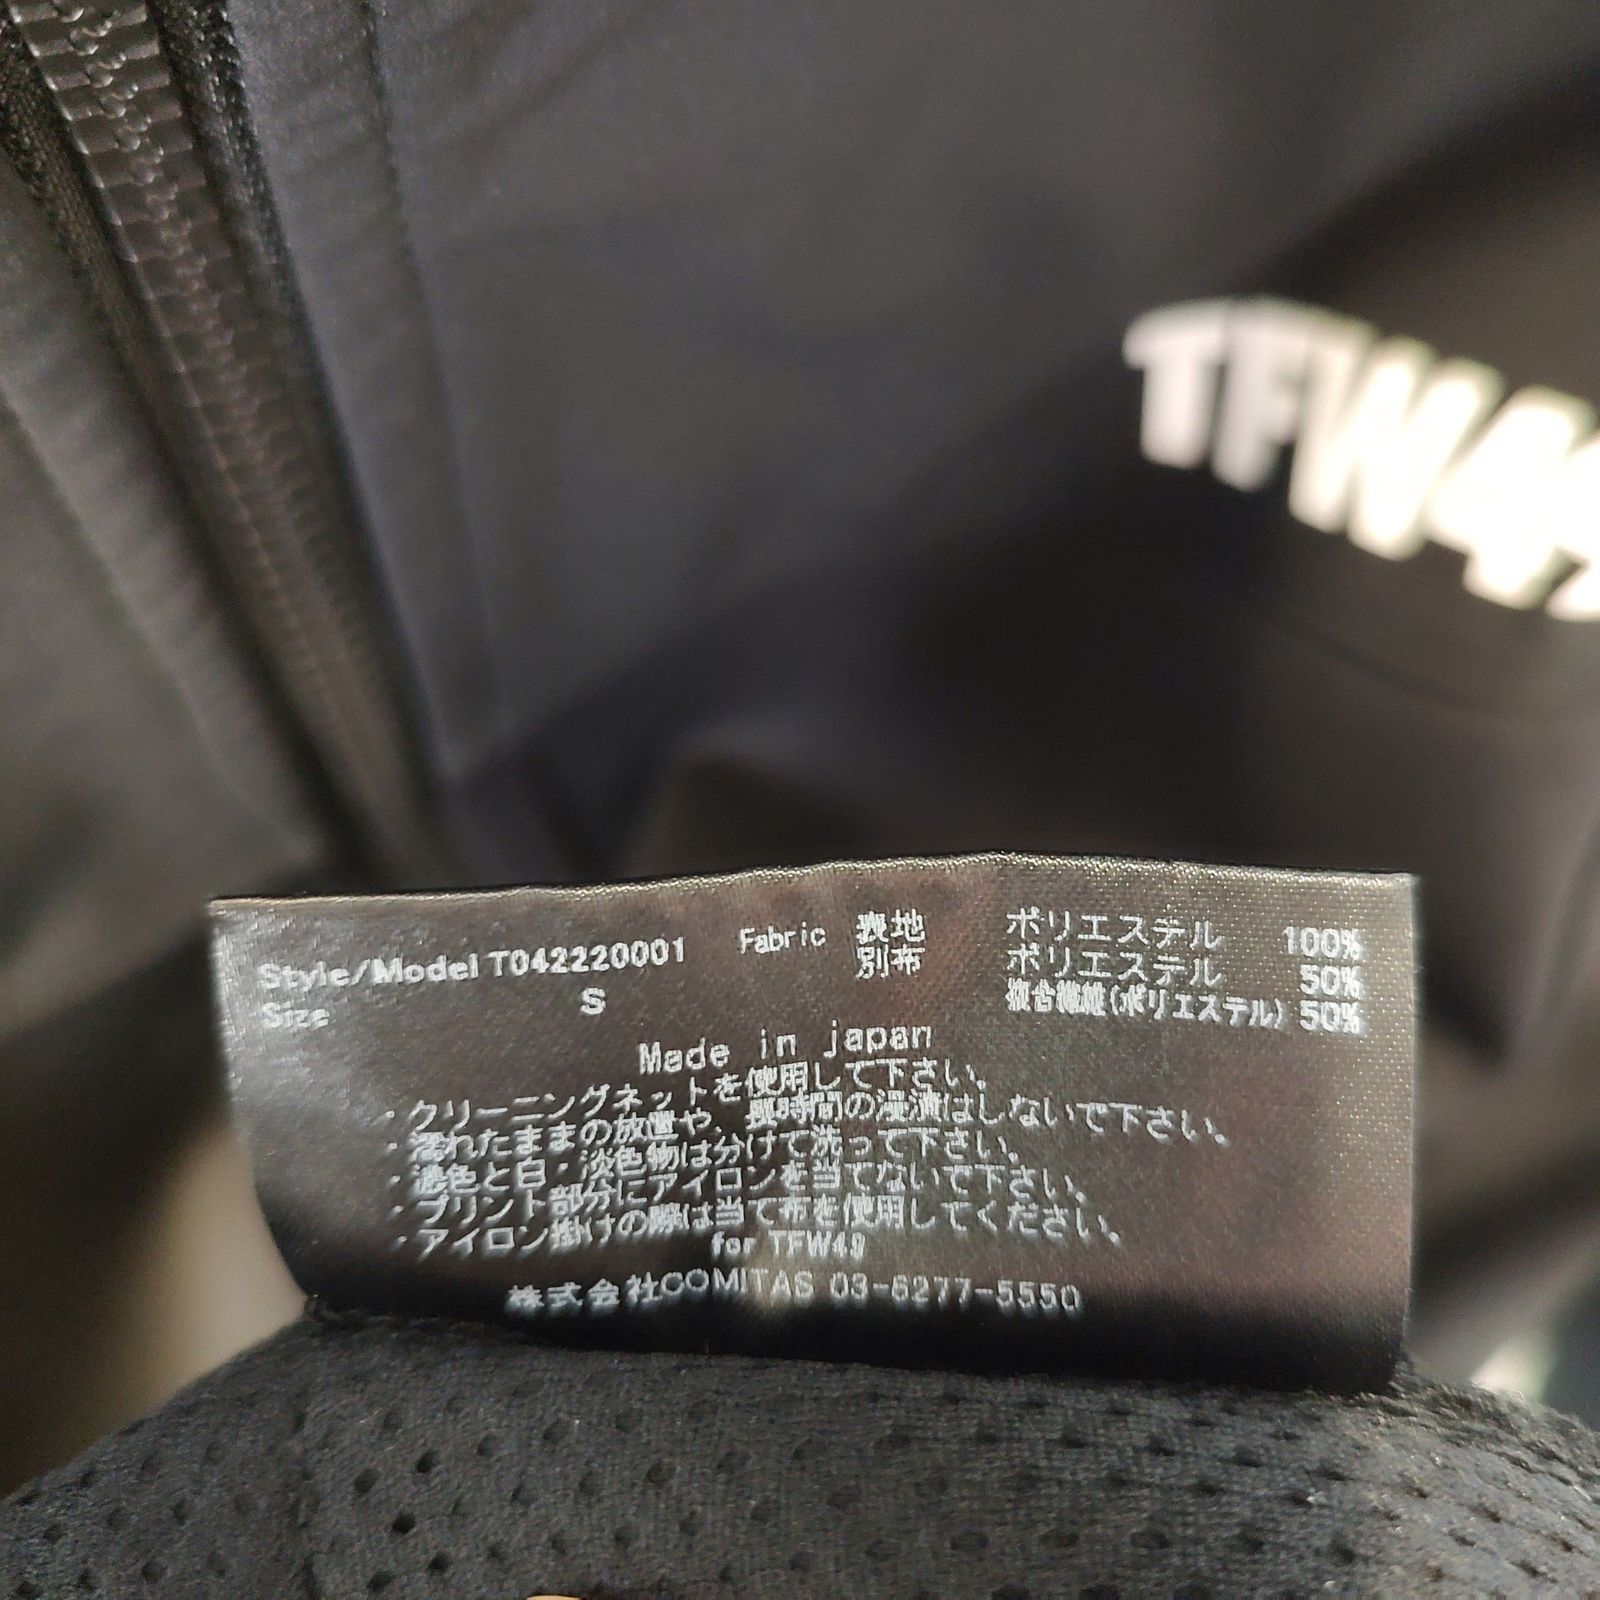 TFW4
Style/Model T042220001
Size S
Fabric 表地 ポリエステル 100%
別布 ポリエステル 50%
複合繊維(ポリエステル) 50%
Made in japan
・クリーニングネットを使用して下さい。
・濡れたままの放置や、長時間の浸漬はしないで下さい。
・濃色と白・淡色物は分けて洗って下さい。
・プリント部分にアイロンを当てないで下さい。
・アイロン掛けの際は当て布を使用してください。
for TFW49
株式会社COMITAS 03-6277-5550